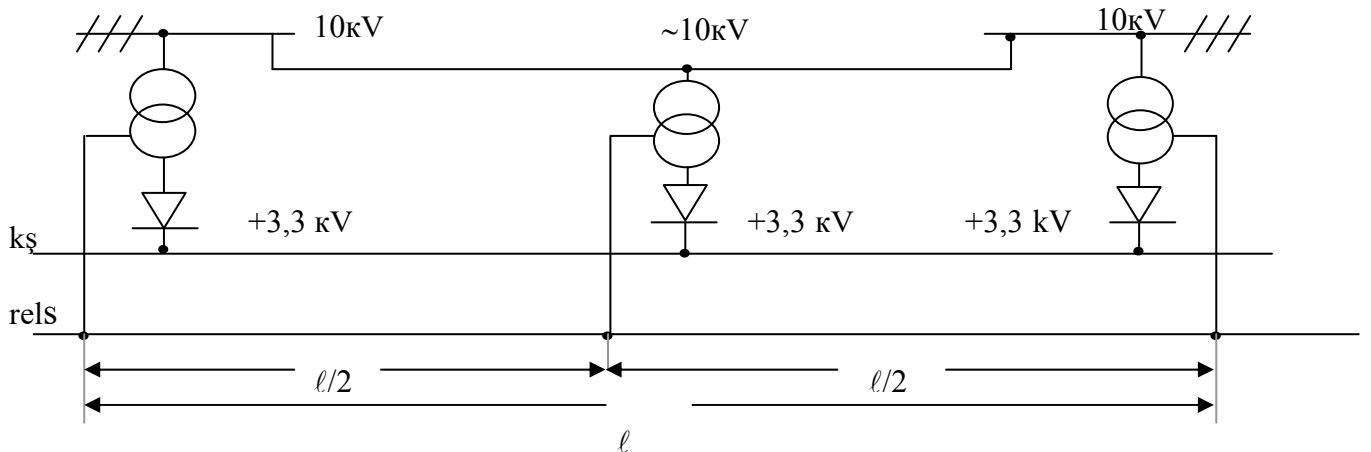 10кV
~10кV
10кV
+3,3 кV
+3,3 кV
+3,3 kV
kş
relS
ℓ/2
ℓ/2
ℓ